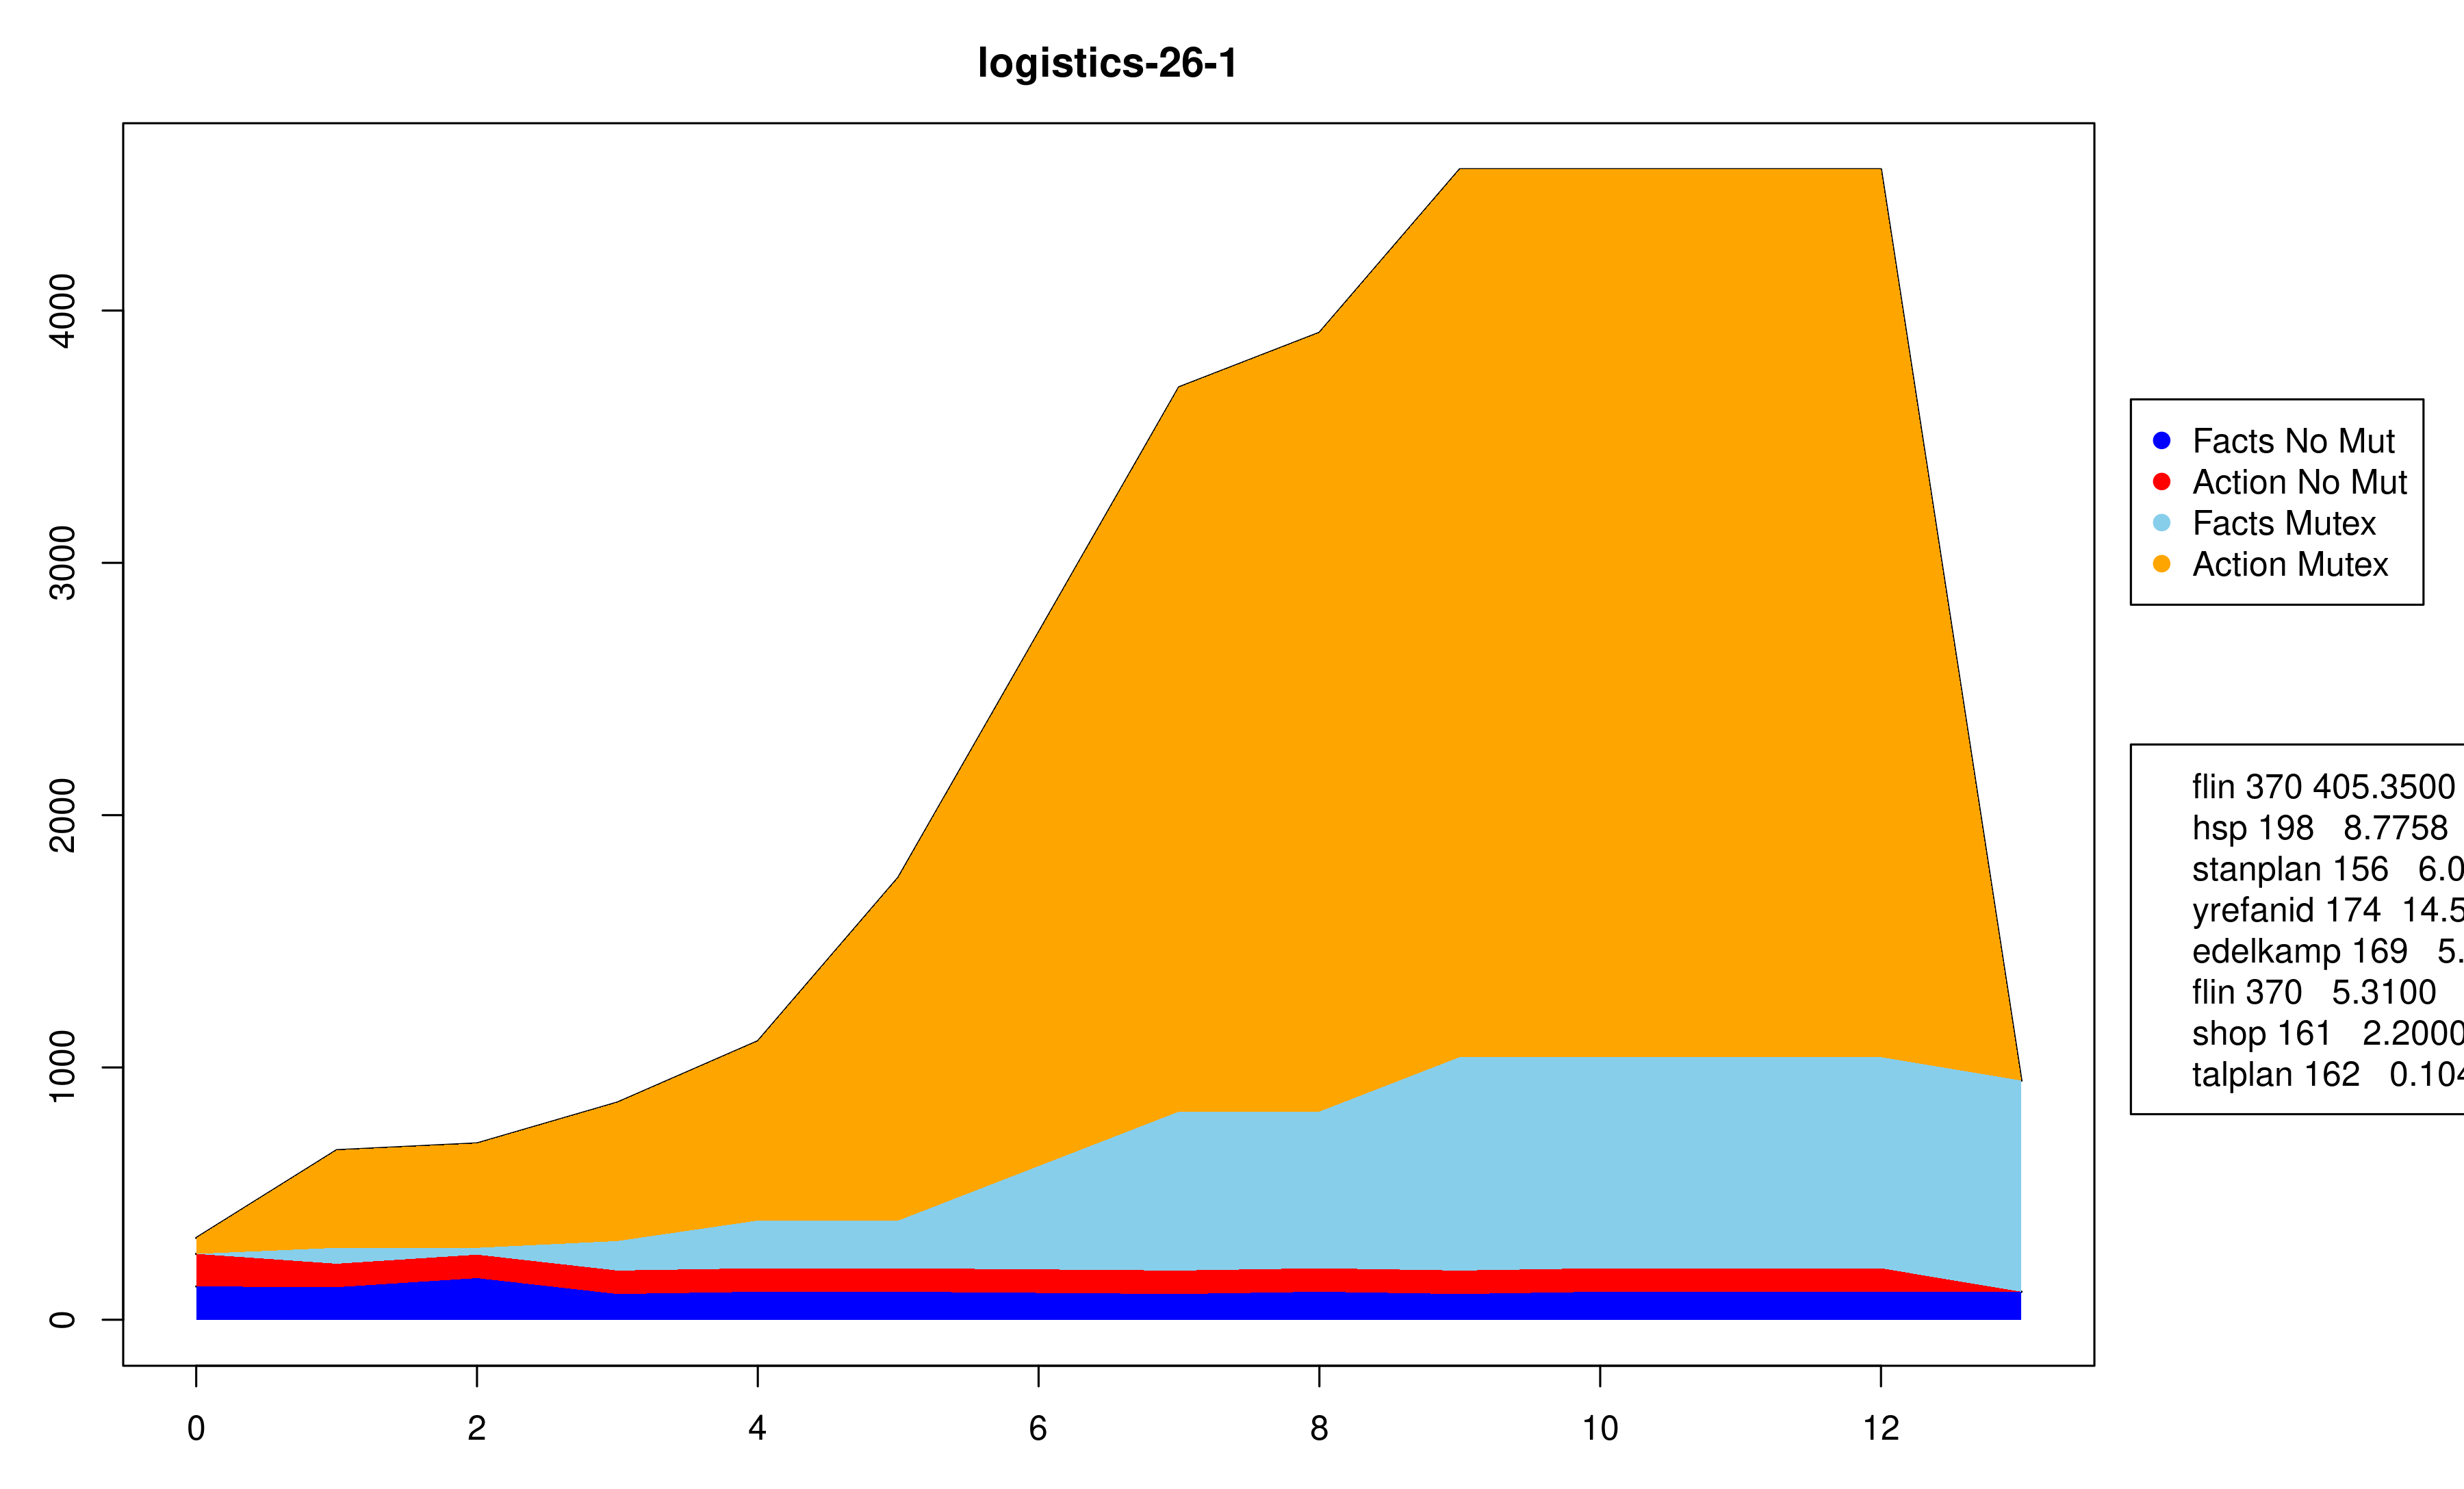 logistics-26-1
4000
3000
2000
1000
0
0 2 4 6 8 10 12
Facts No Mut
Action No Mut
Facts Mutex
Action Mutex
flin 370 405.3500
hsp 198 8.7758
stanplan 156 6.0
yrefanid 174 14.5
edelkamp 169 5.
flin 370 5.3100
shop 161 2.2000
talplan 162 0.104